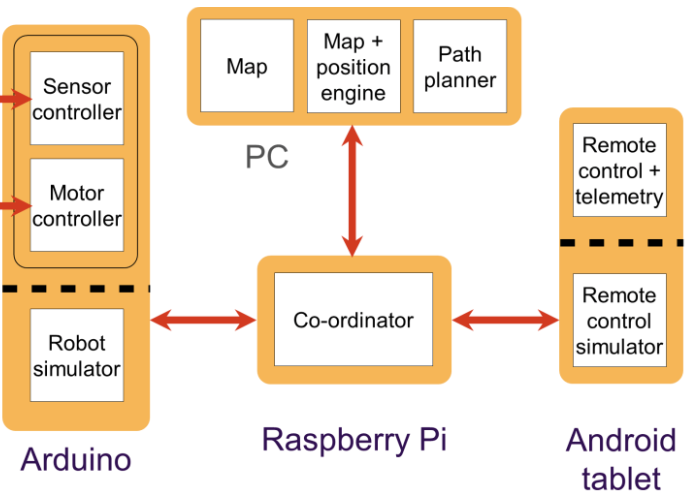 Sensor
controller
Motor
controller
Robot
simulator
Arduino
Map
Map +
position
engine
Path
planner
PC
Co-ordinator
Raspberry Pi
Remote
control +
telemetry
Remote
control
simulator
Android
tablet